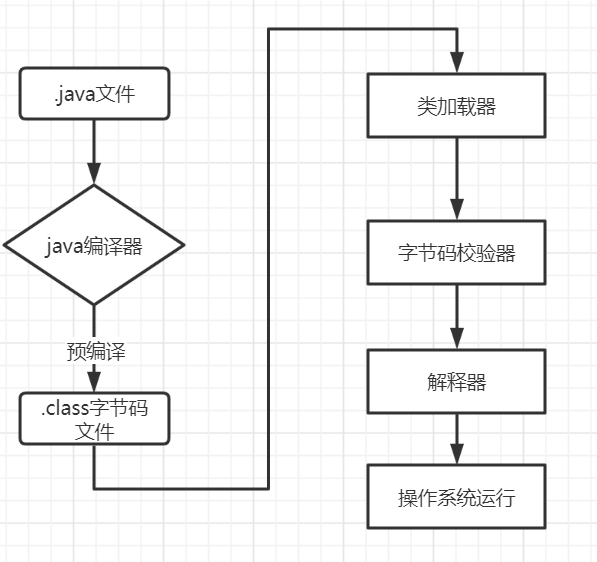 .java文件
java编译器
预编译
.class字节码
文件
类加载器
字节码校验器
解释器
操作系统运行